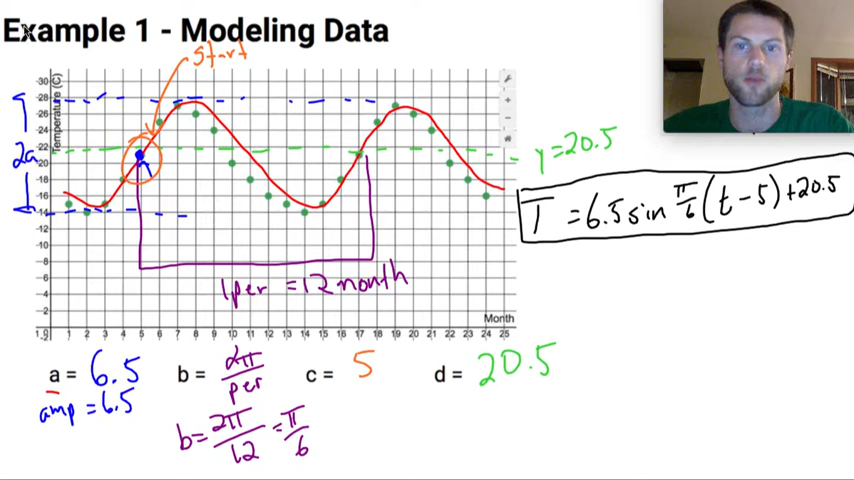 Example 1 - Modeling Data
start
30
28
26
24
22
20
18
16
14
12
10
8
6
4
2
Temperature (C)
2a
y=20.5
T = 6.5 sin π/6 (t - 5) + 20.5
1per = 12 month
Month
1 2 3 4 5 6 7 8 9 10 11 12 13 14 15 16 17 18 19 20 21 22 23 24 25
a = 6.5 b = 2π/per c = 5 d = 20.5
amp = 6.5
b = 2π/12 = π/6